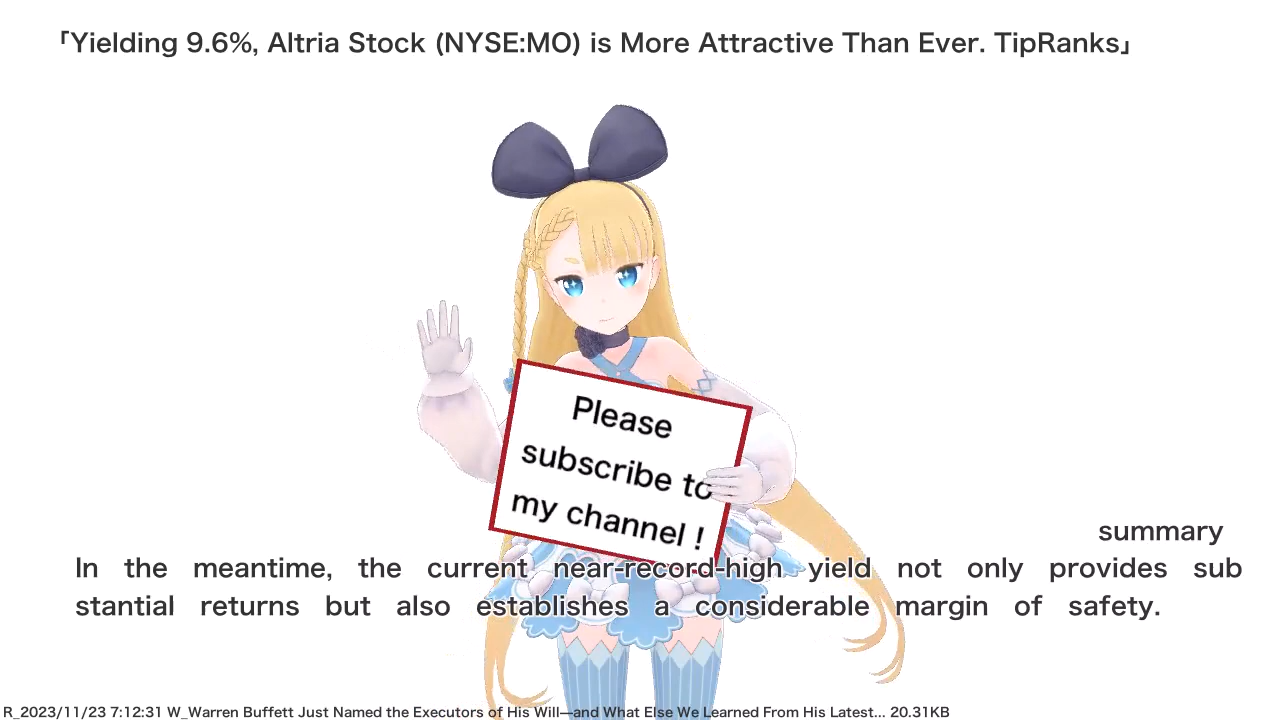 「Yielding 9.6%, Altria Stock (NYSE:MO) is More Attractive Than Ever. TipRanks」
Please
subscribe to
my channel !
summary
In the meantime, the current near-record-high yield not only provides sub
stantial returns but also establishes a considerable margin of safety.
R_2023/11/23 7:12:31 W_Warren Buffett Just Named the Executors of His Will—and What Else We Learned From His Latest... 20.31KB